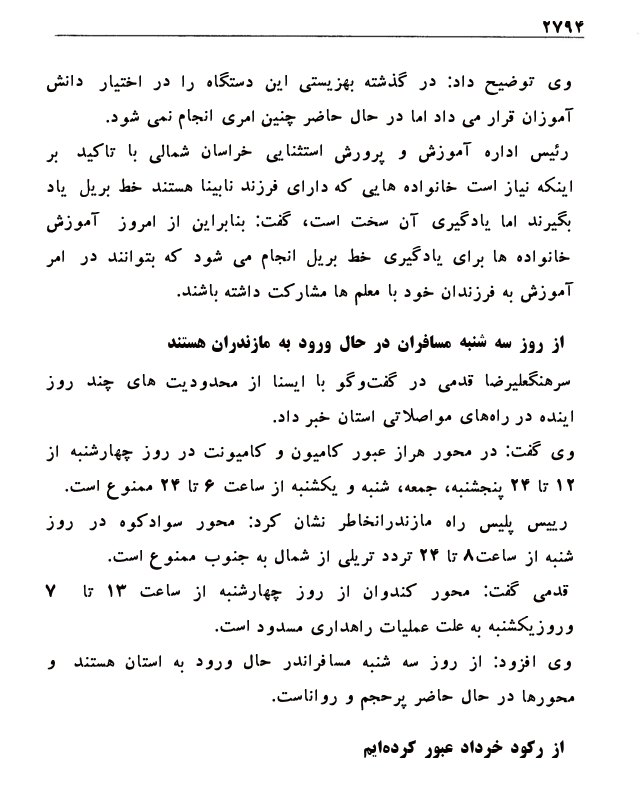 ۲۷۹۴
وی توضیح داد: در گذشته بهزیستی این دستگاه را در اختیار دانش
آموزان قرار می داد اما در حال حاضر چنین امری انجام نمی شود.
رئیس اداره آموزش و پرورش استثنایی خراسان شمالی با تاکید بر
اینکه نیاز است خانواده هایی که دارای فرزند نابینا هستند خط بریل یاد
بگیرند اما یادگیری آن سخت است، گفت: بنابراین از امروز آموزش
خانواده ها برای یادگیری خط بریل انجام می شود که بتوانند در امر
آموزش به فرزندان خود با معلم ها مشارکت داشته باشند.
از روز سه شنبه مسافران در حال ورود به مازندران هستند
سرهنگعلیرضا قدمی در گفت‌وگو با ایسنا از محدودیت های چند روز
اینده در راه‌های مواصلاتی استان خبر داد.
وی گفت: در محور هراز عبور کامیون و کامیونت در روز چهارشنبه از
۱۲ تا ۲۴ پنجشنبه، جمعه، شنبه و یکشنبه از ساعت ۶ تا ۲۴ ممنوع است.
رییس پلیس راه مازندرانخاطر نشان کرد: محور سوادکوه در روز
شنبه از ساعت۸ تا ۲۴ تردد تریلی از شمال به جنوب ممنوع است.
قدمی گفت: محور کندوان از روز چهارشنبه از ساعت ۱۳ تا ۷
وروزیکشنبه به علت عملیات راهداری مسدود است.
وی افزود: از روز سه شنبه مسافراندر حال ورود به استان هستند و
محورها در حال حاضر پرحجم و رواناست.
از رکود خرداد عبور کرده‌ایم